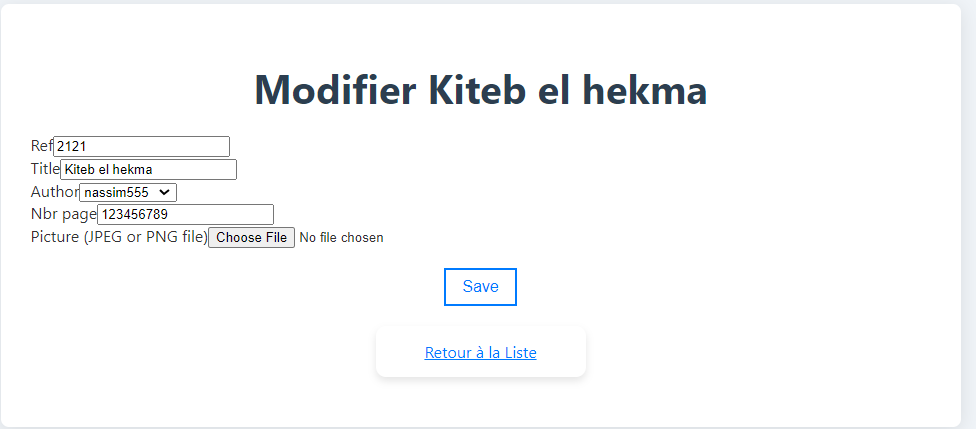 Modifier Kiteb el hekma
Ref 2121
Title Kiteb el hekma
Author nassim555
Nbr page 123456789
Picture (JPEG or PNG file) Choose File No file chosen
Save
Retour à la Liste